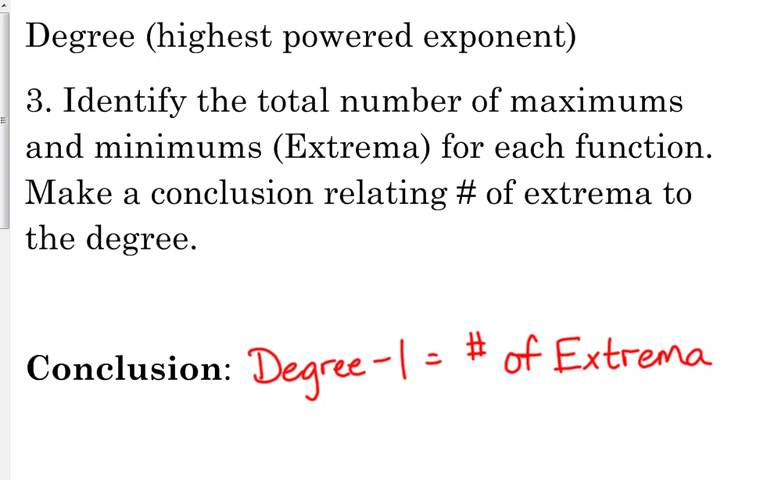 Degree (highest powered exponent)
3. Identify the total number of maximums
and minimums (Extrema) for each function.
Make a conclusion relating # of extrema to
the degree.
Conclusion: Degree-1 = # of Extrema